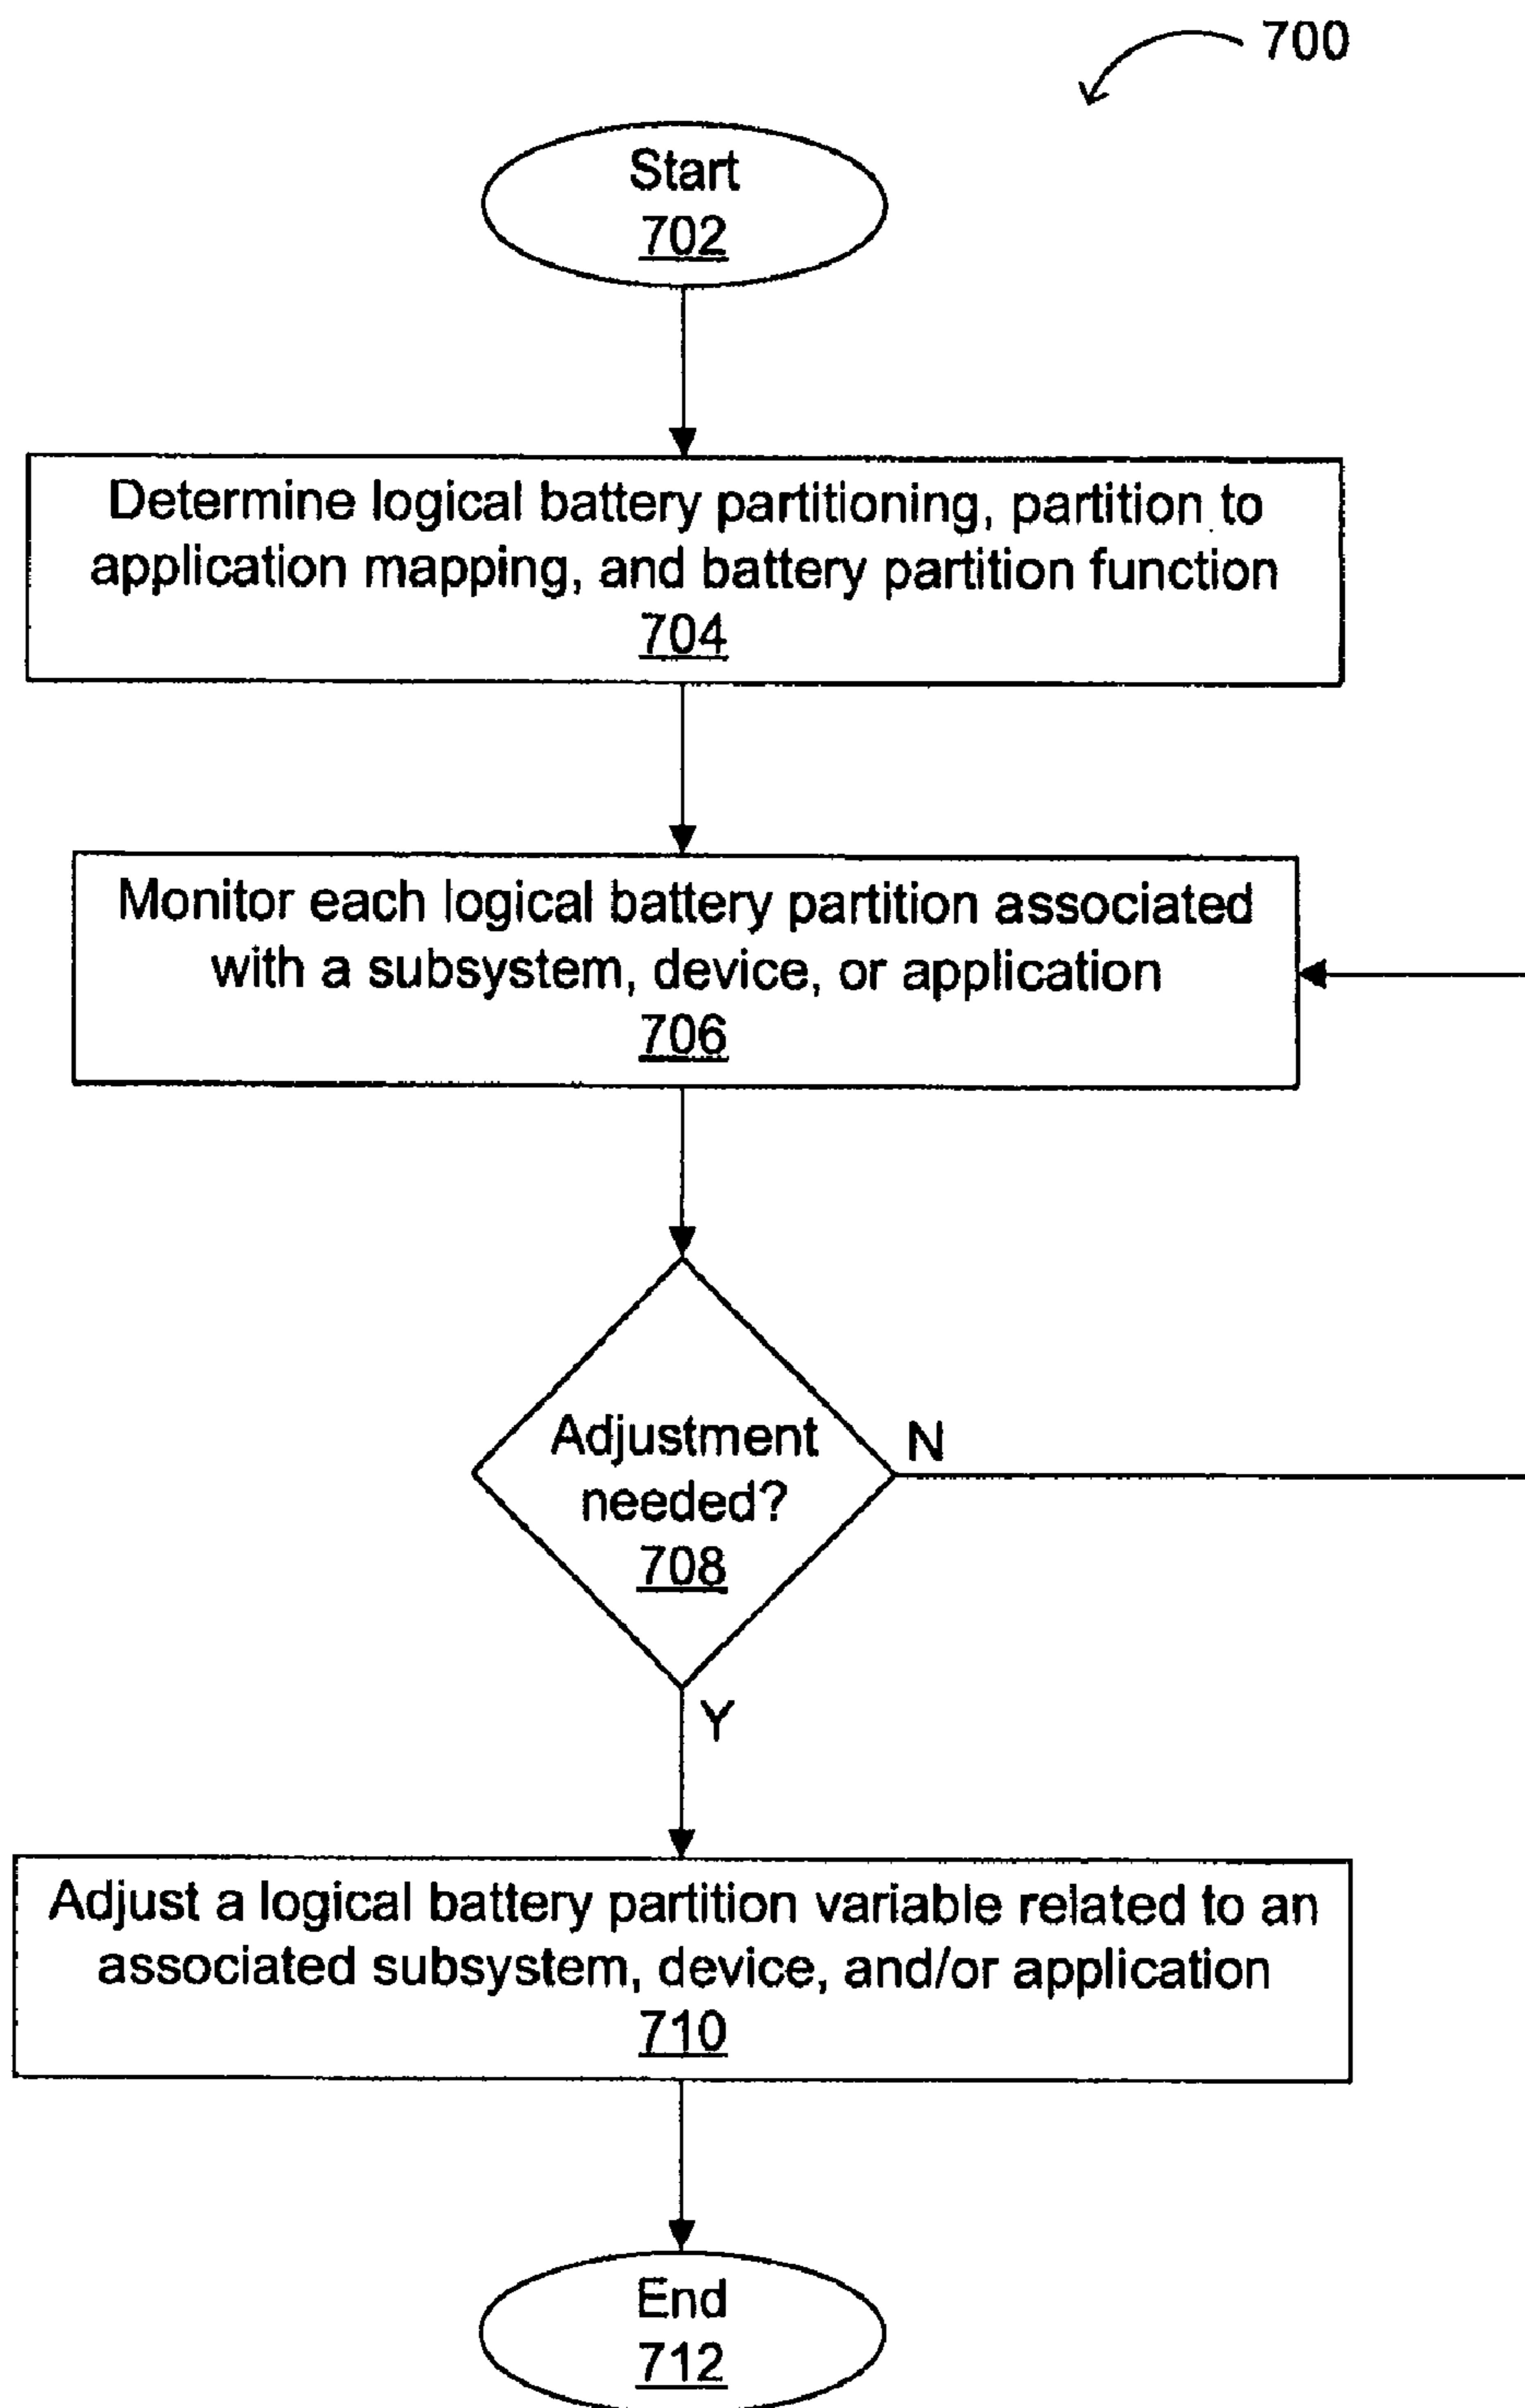 700
Start
702
Determine logical battery partitioning, partition to
application mapping, and battery partition function
704
Monitor each logical battery partition associated
with a subsystem, device, or application
706
Adjustment
needed?
708
N
Y
Adjust a logical battery partition variable related to an
associated subsystem, device, and/or application
710
End
712